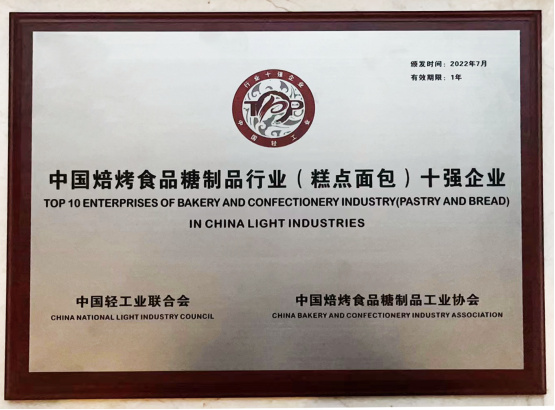 颁发时间：2022年7月
有效期限：1年
行业十强企业
TOP
中国轻工业
中国焙烤食品糖制品行业（糕点面包）十强企业
TOP 10 ENTERPRISES OF BAKERY AND CONFECTIONERY INDUSTRY(PASTRY AND BREAD)
IN CHINA LIGHT INDUSTRIES
中国轻工业联合会
CHINA NATIONAL LIGHT INDUSTRY COUNCIL
中国焙烤食品糖制品工业协会
CHINA BAKERY AND CONFECTIONERY INDUSTRY ASSOCIATION